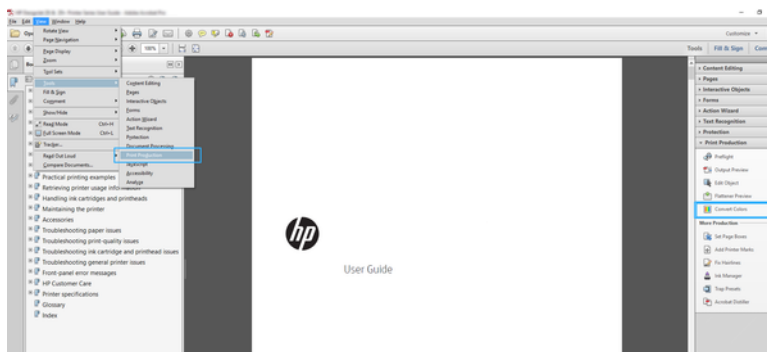 File Edit View Window Help
Customize
100%
Tools Fill & Sign
Rotate View
Page Navigation
Page Display
Zoom
Tool Sets
Tools
Fill & Sign
Comment
Show/Hide
Read Mode Ctrl+H
Full Screen Mode Ctrl+L
Tracker...
Read Out Loud
Compare Documents...
Content Editing
Pages
Interactive Objects
Forms
Action Wizard
Text Recognition
Protection
Document Processing
Print Production
JavaScript
Accessibility
Analyze
Practical printing examples
Retrieving printer usage information
Handling ink cartridges and printheads
Maintaining the printer
Accessories
Troubleshooting paper issues
Troubleshooting print-quality issues
Troubleshooting ink cartridge and printhead issues
Troubleshooting general printer issues
Front-panel error messages
HP Customer Care
Printer specifications
Glossary
Index
hp
User Guide
Content Editing
Pages
Interactive Objects
Forms
Action Wizard
Text Recognition
Protection
Print Production
Preflight
Output Preview
Edit Object
Flattener Preview
Convert Colors
More Production
Set Page Boxes
Add Printer Marks
Fix Hairlines
Ink Manager
Trap Presets
Acrobat Distiller